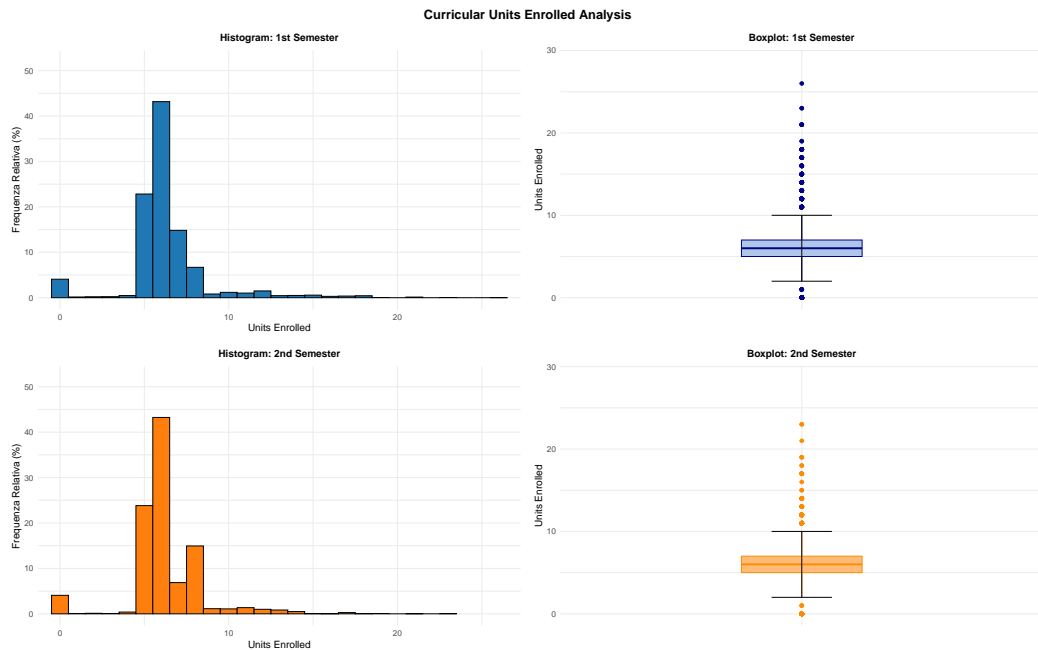 Curricular Units Enrolled Analysis
Histogram: 1st Semester
Frequenza Relativa (%)
50
40
30
20
10
0
0 10 20
Units Enrolled
Boxplot: 1st Semester
Units Enrolled
30
20
10
0
Histogram: 2nd Semester
Frequenza Relativa (%)
50
40
30
20
10
0
0 10 20
Units Enrolled
Boxplot: 2nd Semester
Units Enrolled
30
20
10
0